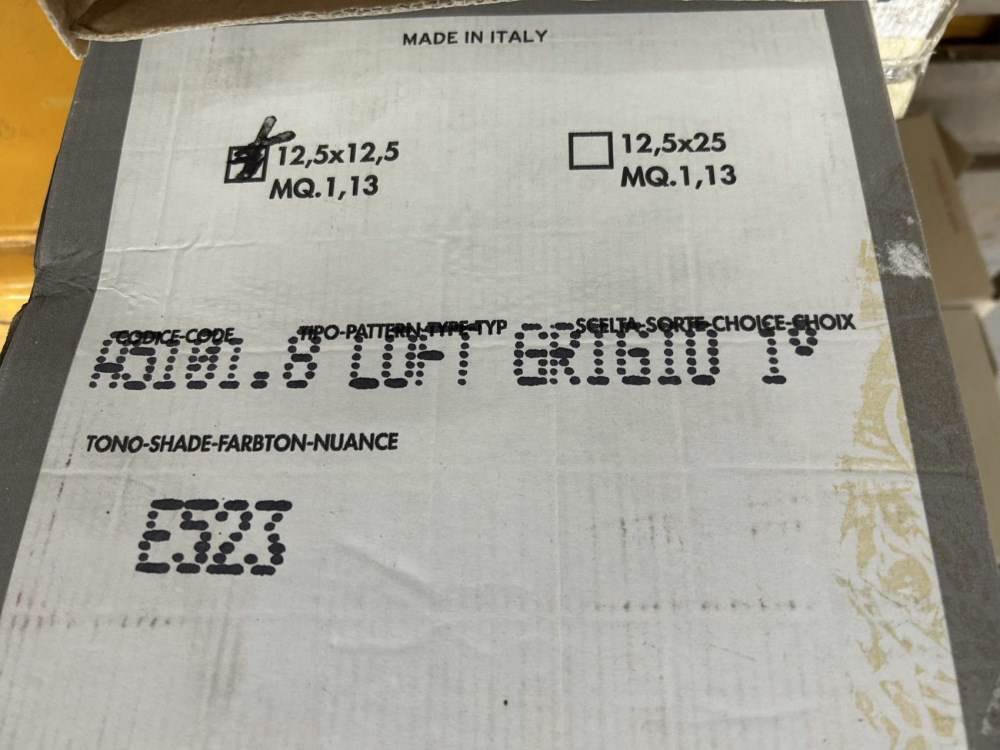 MADE IN ITALY
12,5x12,5
MQ.1,13
12,5x25
MQ.1,13
CODICE-CODE TIPO-PATTERN-TYPE-TYP SCELTA-SORTE-CHOICE-CHOIX
LOFT GRIGIO 1°
TONO-SHADE-FARBTON-NUANCE
E523